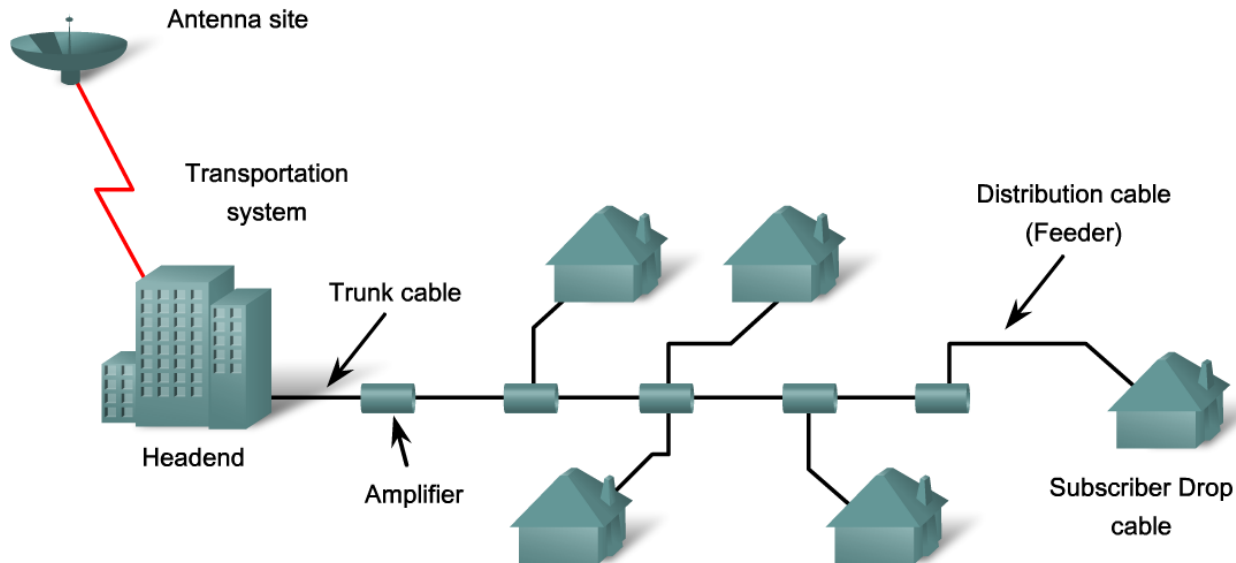 Antenna site
Transportation
system
Distribution cable
(Feeder)
Trunk cable
Headend
Amplifier
Subscriber Drop
cable